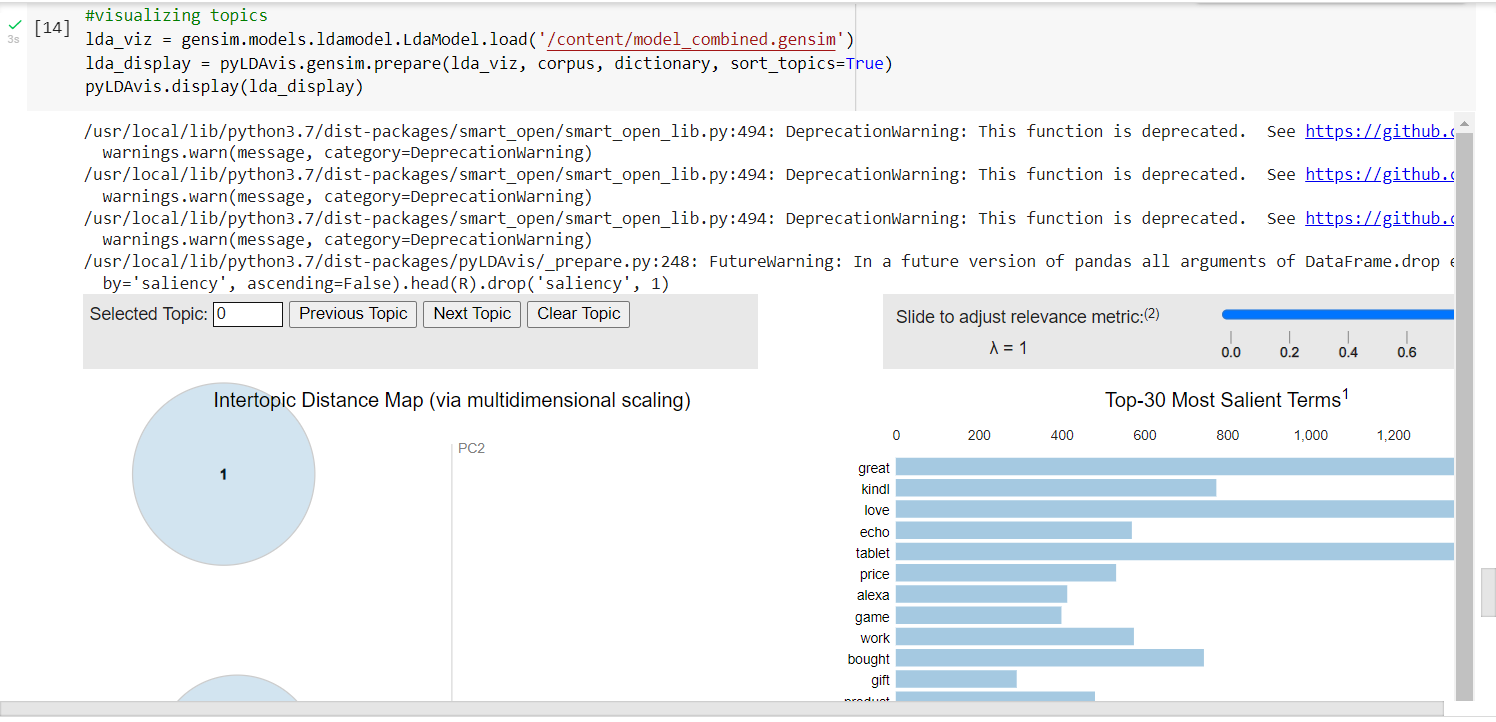 [14]
#visualizing topics
lda_viz = gensim.models.ldamodel.LdaModel.load('/content/model_combined.gensim')
lda_display = pyLDAvis.gensim.prepare(lda_viz, corpus, dictionary, sort_topics=True)
pyLDAvis.display(lda_display)
3s
/usr/local/lib/python3.7/dist-packages/smart_open/smart_open_lib.py:494: DeprecationWarning: This function is deprecated. See https://github.c
warnings.warn(message, category=DeprecationWarning)
/usr/local/lib/python3.7/dist-packages/smart_open/smart_open_lib.py:494: DeprecationWarning: This function is deprecated. See https://github.c
warnings.warn(message, category=DeprecationWarning)
/usr/local/lib/python3.7/dist-packages/smart_open/smart_open_lib.py:494: DeprecationWarning: This function is deprecated. See https://github.c
warnings.warn(message, category=DeprecationWarning)
/usr/local/lib/python3.7/dist-packages/pyLDAvis/_prepare.py:248: FutureWarning: In a future version of pandas all arguments of DataFrame.drop e
by='saliency', ascending=False).head(R).drop('saliency', 1)
Selected Topic: 0 Previous Topic Next Topic Clear Topic
Slide to adjust relevance metric:(2)
λ = 1
0.0 0.2 0.4 0.6
Intertopic Distance Map (via multidimensional scaling)
PC2
1
Top-30 Most Salient Terms1
0 200 400 600 800 1,000 1,200
great
kindl
love
echo
tablet
price
alexa
game
work
bought
gift
product